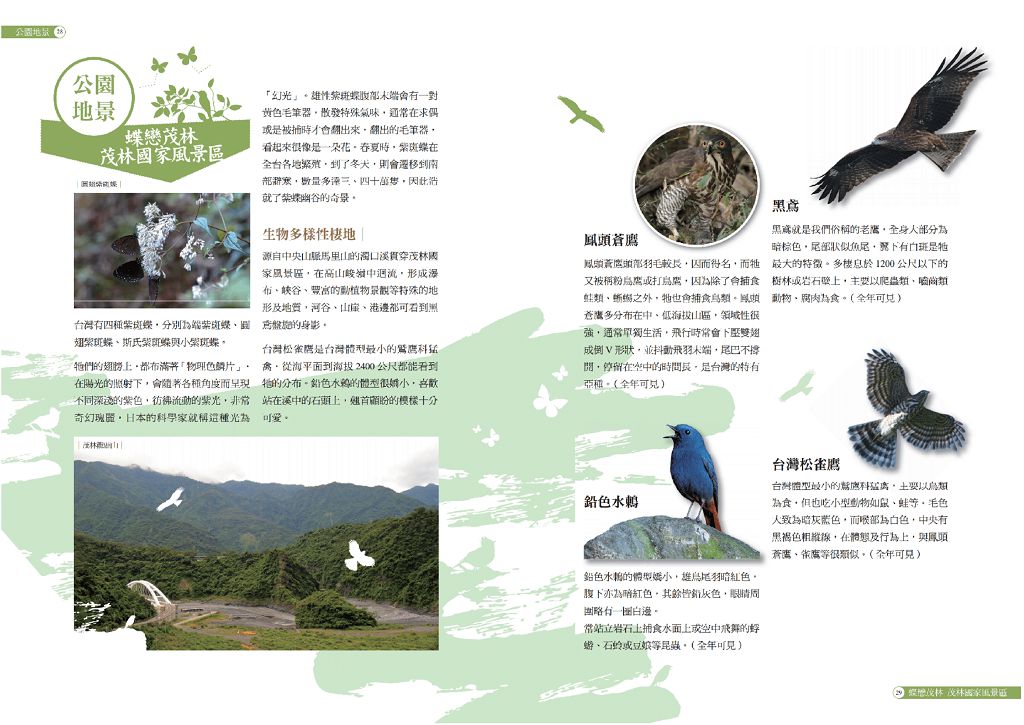 公園地景 28
公園
地景
蝶戀茂林
茂林國家風景區
｜圓翅紫斑蝶｜
台灣有四種紫斑蝶，分別為端紫斑蝶、圓
翅紫斑蝶、斯氏紫斑蝶與小紫斑蝶。
牠們的翅膀上，都布滿著「物理色鱗片」，
在陽光的照射下，會隨著各種角度而呈現
不同深淺的紫色，彷彿流動的紫光，非常
奇幻瑰麗，日本的科學家就稱這種光為
「幻光」。雄性紫斑蝶腹部末端會有一對
黃色毛筆器，散發特殊氣味，通常在求偶
或是被捕時才會翻出來，翻出的毛筆器，
看起來很像是一朵花。春夏時，紫斑蝶在
全台各地繁殖，到了冬天，則會遷移到南
部避寒，數量多達三、四十萬隻，因此造
就了紫蝶幽谷的奇景。
生物多樣性棲地｜
源自中央山脈馬里山的濁口溪貫穿茂林國
家風景區，在高山峻嶺中迴流，形成瀑
布、峽谷、豐富的動植物景觀等特殊的地
形及地質，河谷、山崖、港邊都可看到黑
鳶盤旋的身影。
台灣松雀鷹是台灣體型最小的鷲鷹科猛
禽，從海平面到海拔 2400 公尺都能看到
牠的分布。鉛色水鶇的體型很嬌小，喜歡
站在溪中的石頭上，翹首顧盼的模樣十分
可愛。
鳳頭蒼鷹
鳳頭蒼鷹頭部羽毛較長，因而得名，而牠
又被稱粉鳥鷹或打鳥鷹，因為除了會捕食
蛙類、蜥蜴之外，牠也會捕食鳥類。鳳頭
蒼鷹多分布在中、低海拔山區，領域性很
強，通常單獨生活，飛行時常會下壓雙翅
成倒 V 形狀，並抖動飛羽末端，尾巴不撐
開，停留在空中的時間長，是台灣的特有
亞種。（全年可見）
黑鳶
黑鳶就是我們俗稱的老鷹，全身大部分為
暗棕色，尾部狀似魚尾，翼下有白斑是牠
最大的特徵。多棲息於 1200 公尺以下的
樹林或岩石壁上，主要以爬蟲類、嚙齒類
動物、腐肉為食。（全年可見）
鉛色水鶇
鉛色水鶇的體型嬌小，雄鳥尾羽暗紅色，
腹下亦為暗紅色，其餘皆鉛灰色，眼睛周
圍略有一圈白邊。
常站立岩石上捕食水面上或空中飛舞的蜉
蝣、石蛉或豆娘等昆蟲。（全年可見）
台灣松雀鷹
台灣體型最小的鷲鷹科猛禽，主要以鳥類
為食，但也吃小型動物如鼠、蛙等。毛色
大致為暗灰藍色，而喉部為白色，中央有
黑褐色粗縱線，在體態及行為上，與鳳頭
蒼鷹、雀鷹等很類似。（全年可見）
29 蝶戀茂林 茂林國家風景區